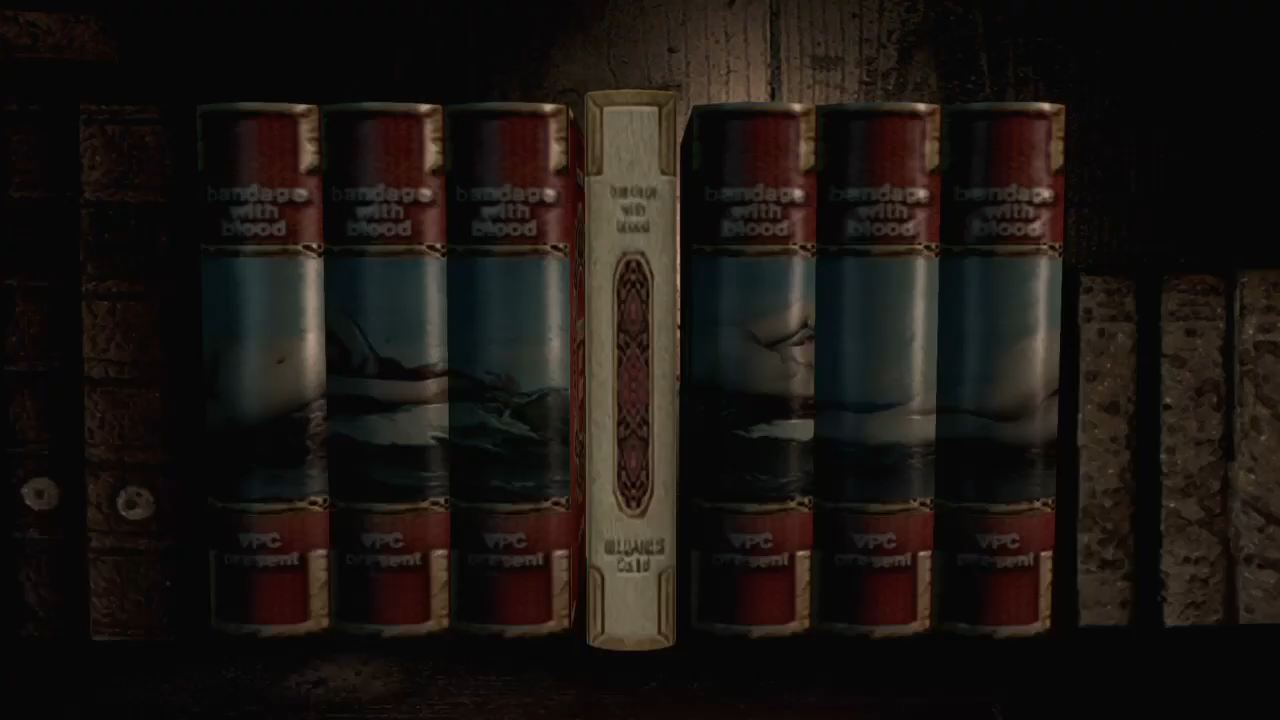 bandage
with
blood
bandage
with
blood
bandage
with
blood
bandage
with
blood
bandage
with
blood
bandage
with
blood
bandage
with
blood
VPC
present
VPC
present
VPC
present
VPC
present
VPC
present
VPC
present